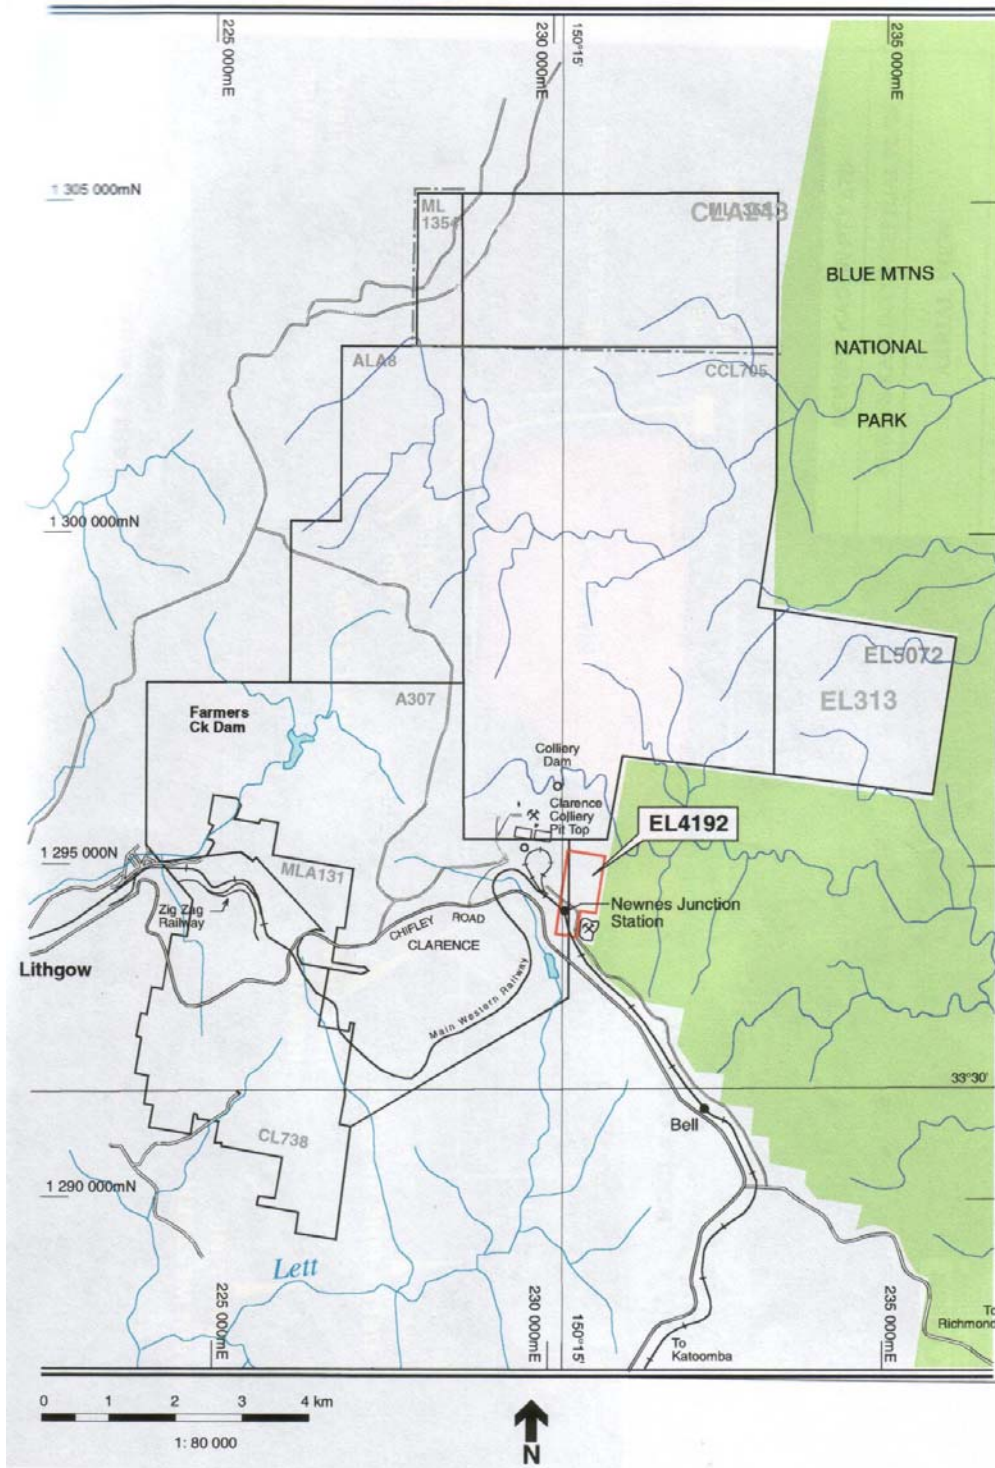 225 000mE
230 000mE
150°15'
235 000mE
1 305 000mN
ML
1354
CLA243
BLUE MTNS
NATIONAL
PARK
ALA8
CCL705
1 300 000mN
EL5072
EL313
A307
Farmers
Ck Dam
Colliery
Dam
Clarence
Colliery
Pit Top
EL4192
1 295 000N
MLA131
Zig Zag
Railway
CHIFLEY ROAD
CLARENCE
Newnes Junction
Station
Lithgow
Main Western Railway
33°30'
Bell
CL738
1 290 000mN
Lett
225 000mE
230 000mE
150°15'
235 000mE
To
Katoomba
To
Richmond
0 1 2 3 4 km
1: 80 000
N